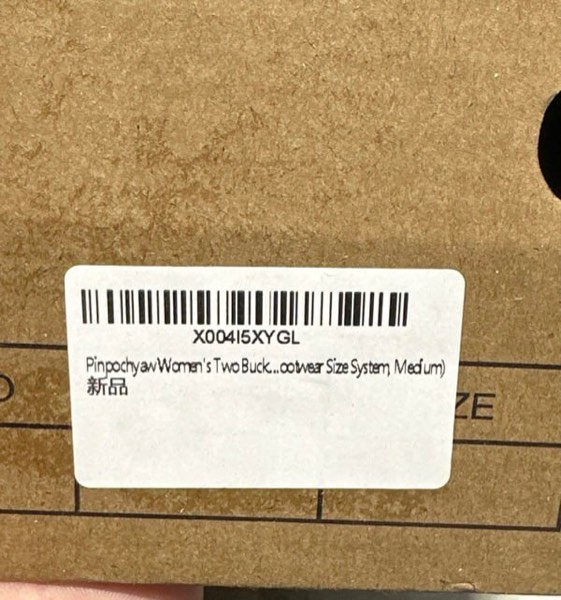 X004I5XYGL
Pinpochyaw Women's Two Buck...ootwear Size System, Medium)
新品
ZE